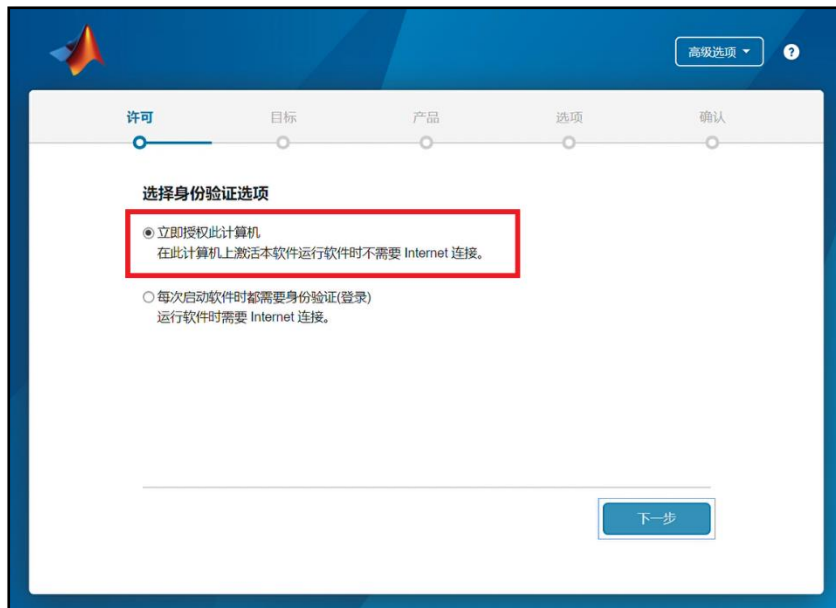 高级选项
?
许可
目标
产品
选项
确认
选择身份验证选项
立即授权此计算机
在此计算机上激活本软件运行软件时不需要 Internet 连接。
每次启动软件时都需要身份验证(登录)
运行软件时需要 Internet 连接。
下一步